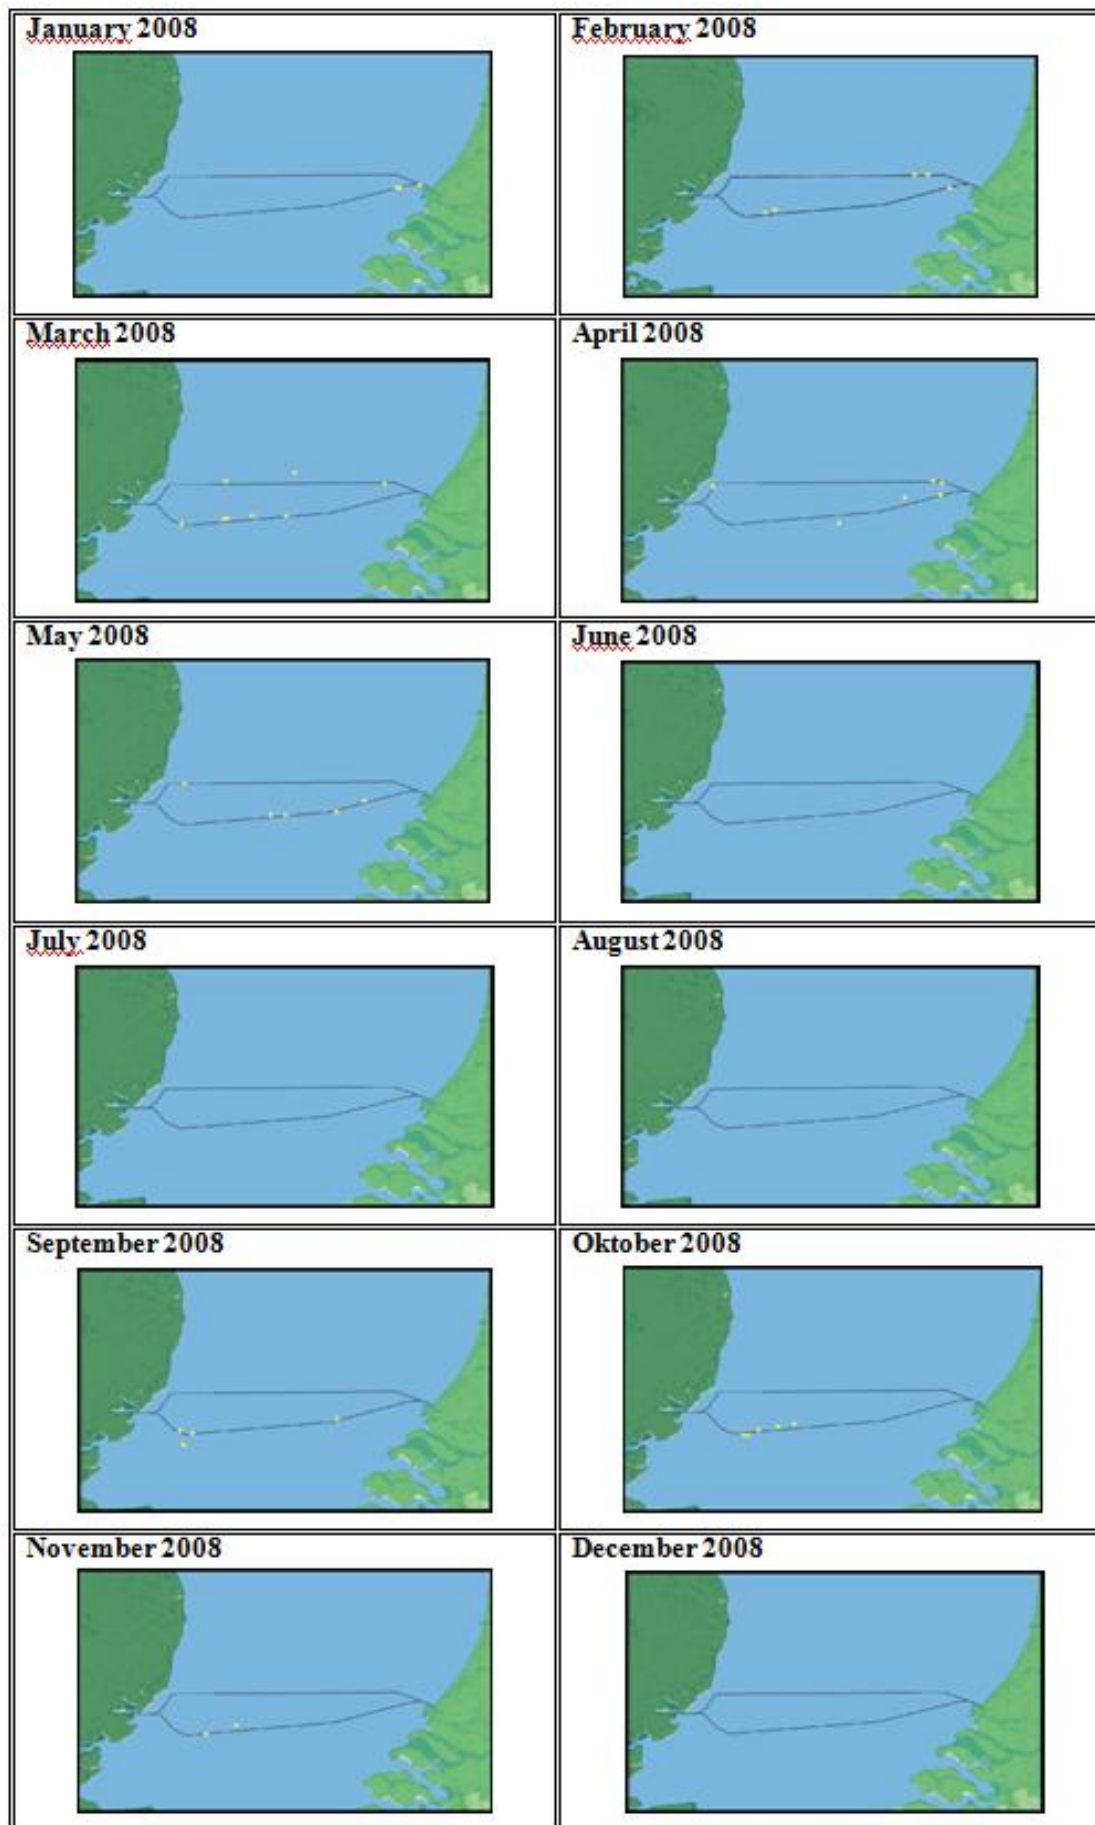 January 2008
February 2008
March 2008
April 2008
May 2008
June 2008
July 2008
August 2008
September 2008
Oktober 2008
November 2008
December 2008